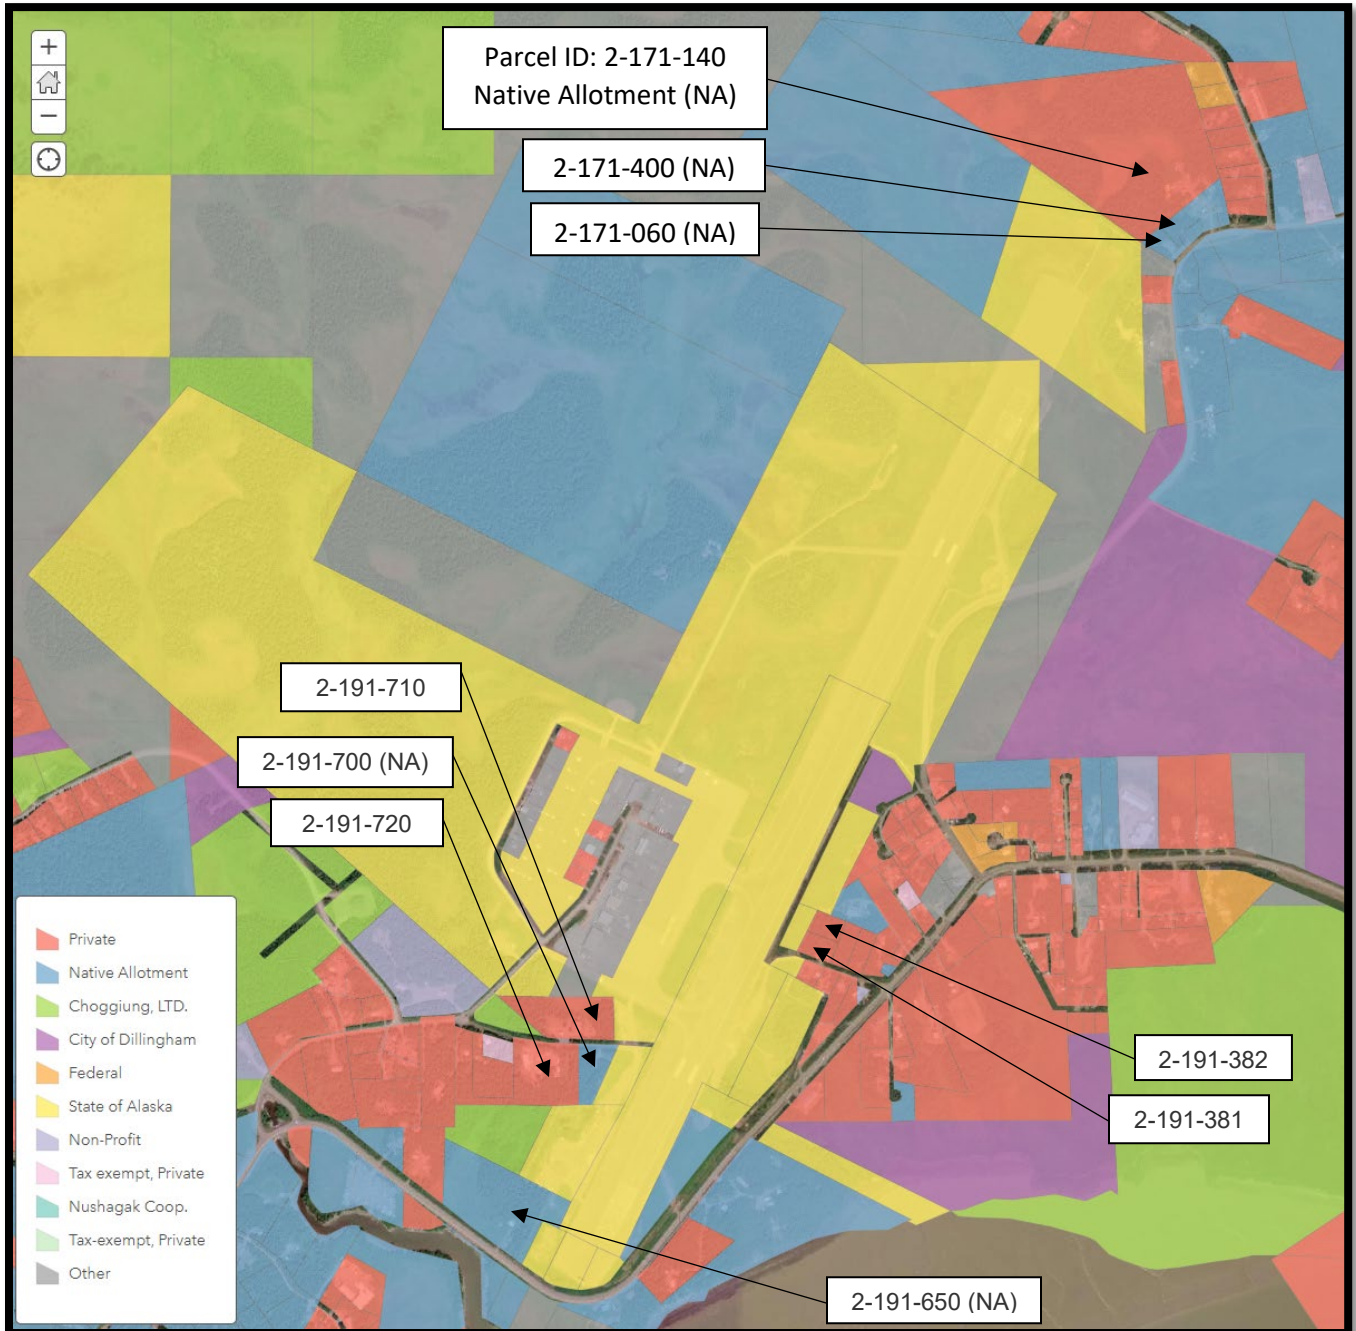 +
−
Parcel ID: 2-171-140
Native Allotment (NA)
2-171-400 (NA)
2-171-060 (NA)
2-191-710
2-191-700 (NA)
2-191-720
Private
Native Allotment
Choggiung, LTD.
City of Dillingham
Federal
State of Alaska
Non-Profit
Tax exempt, Private
Nushagak Coop.
Tax-exempt, Private
Other
2-191-382
2-191-381
2-191-650 (NA)